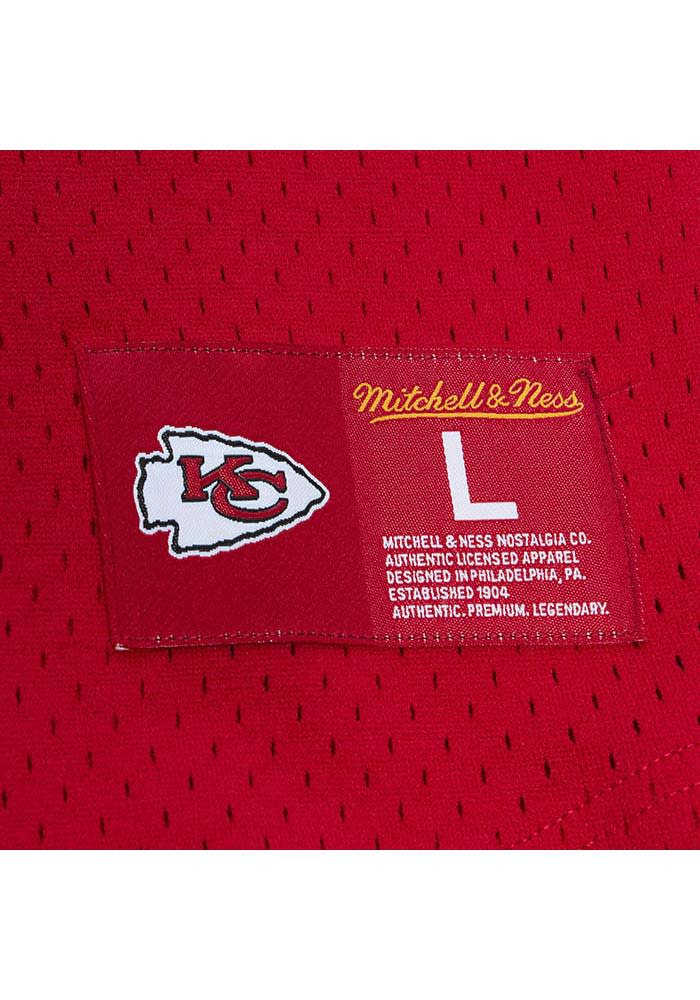 KC
Mitchell & Ness
L
MITCHELL & NESS NOSTALGIA CO.
AUTHENTIC LICENSED APPAREL
DESIGNED IN PHILADELPHIA, PA.
ESTABLISHED 1904
AUTHENTIC. PREMIUM. LEGENDARY.